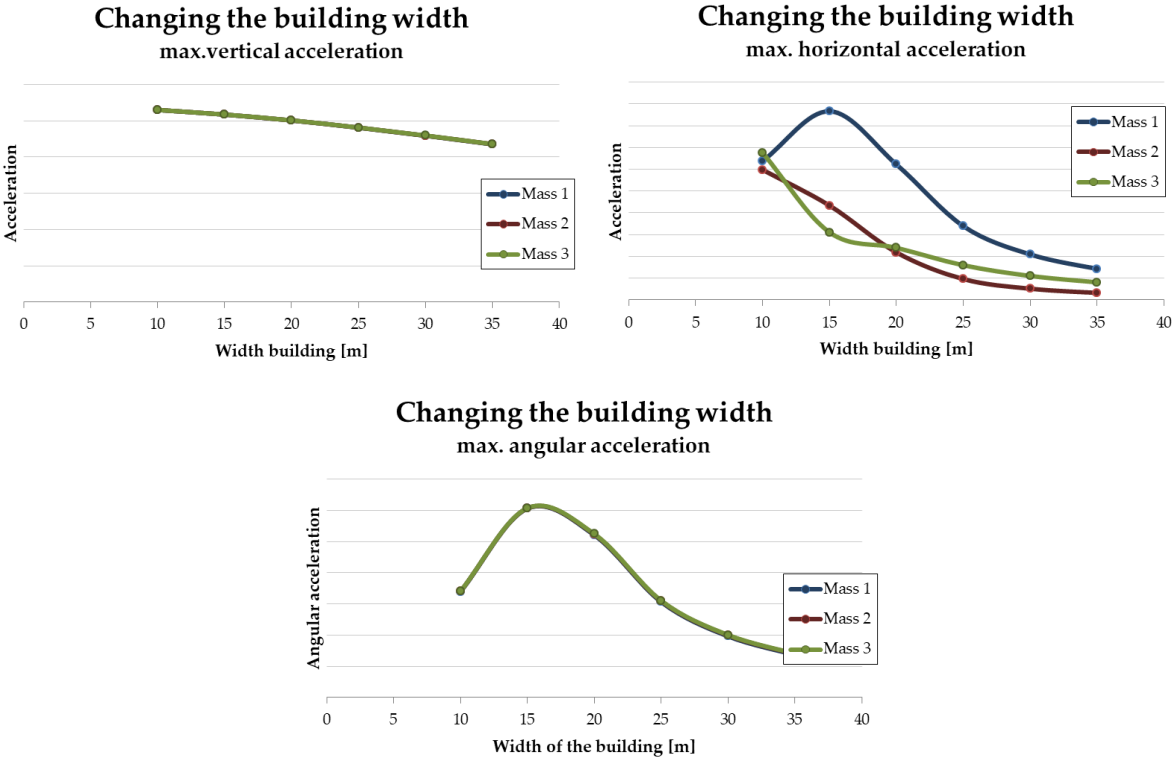 Changing the building width
max.vertical acceleration
Acceleration
Mass 1
Mass 2
Mass 3
0 5 10 15 20 25 30 35 40
Width building [m]
Changing the building width
max. horizontal acceleration
Acceleration
Mass 1
Mass 2
Mass 3
0 5 10 15 20 25 30 35 40
Width building [m]
Changing the building width
max. angular acceleration
Angular acceleration
Mass 1
Mass 2
Mass 3
0 5 10 15 20 25 30 35 40
Width of the building [m]